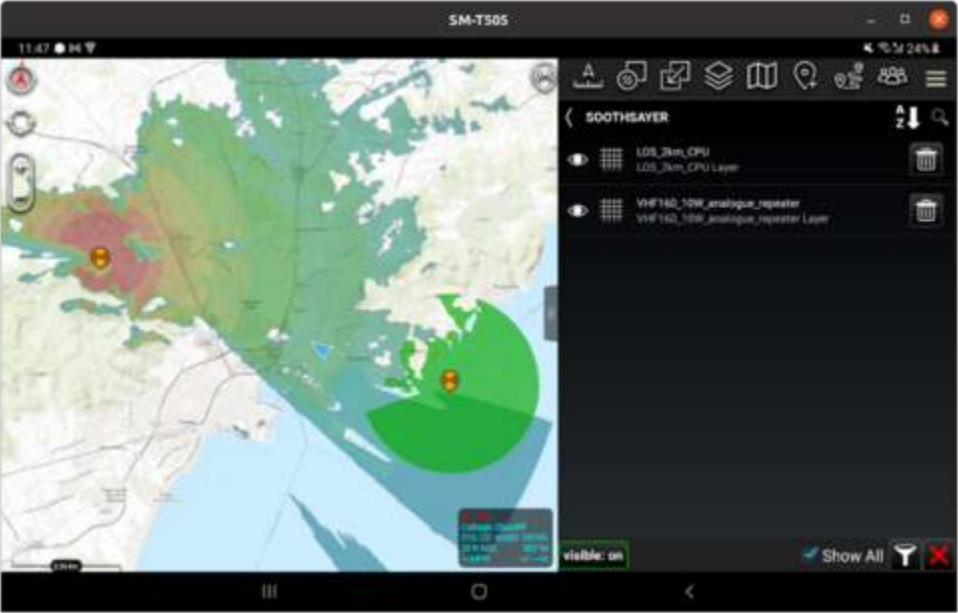 SM-T505
11:47
24%
SOOTHSAYER
A
Z
LOS_2km_CPU
LOS_2km_CPU Layer
VHF160_10W_analogue_repeater
VHF160_10W_analogue_repeater Layer
visible: on
Show All